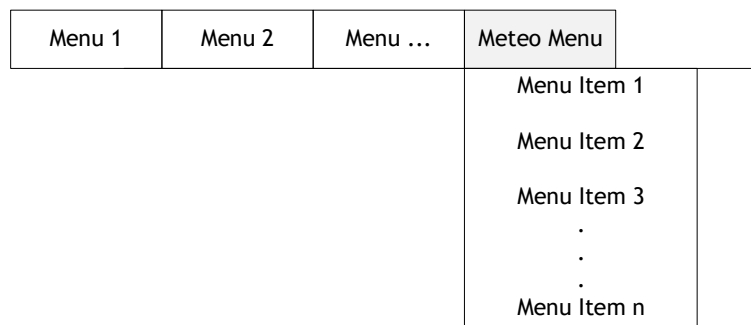 Menu 1 Menu 2 Menu ... Meteo Menu
Menu Item 1
Menu Item 2
Menu Item 3
.
.
.
Menu Item n